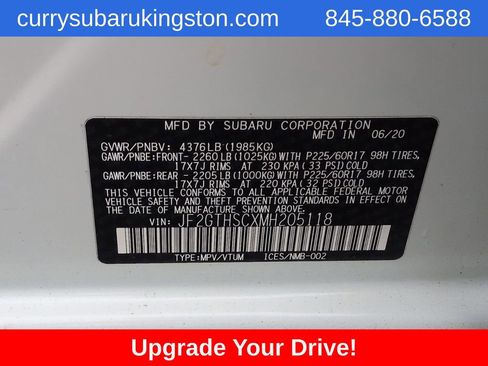 currysubarukingston.com
845-880-6588
MFD BY SUBARU CORPORATION
MFD IN 06/20
GVWR/PNBV: 4376LB(1985KG)
GAWR/PNBE:FRONT- 2260LB(1025KG)WITH P225/60R17 98H TIRES,
17X7J RIMS AT 230 KPA(33 PSI)COLD
GAWR/PNBE:REAR - 2205LB(1000KG)WITH P225/60R17 98H TIRES,
17X7J RIMS AT 220 KPA(32 PSI)COLD
THIS VEHICLE CONFORMS TO ALL APPLICABLE FEDERAL MOTOR
VEHICLE SAFETY AND THEFT PREVENTION STANDARDS IN EFFECT
ON THE DATE OF MANUFACTURE SHOWN ABOVE.
VIN: JF2GTHSCXMH205118
TYPE:MPV/VTUM ICES/NMB-002
Upgrade Your Drive!